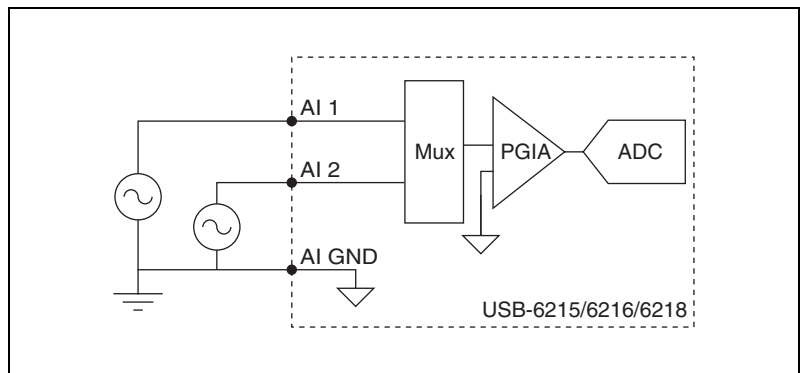 AI 1
Mux
PGIA
ADC
AI 2
AI GND
USB-6215/6216/6218